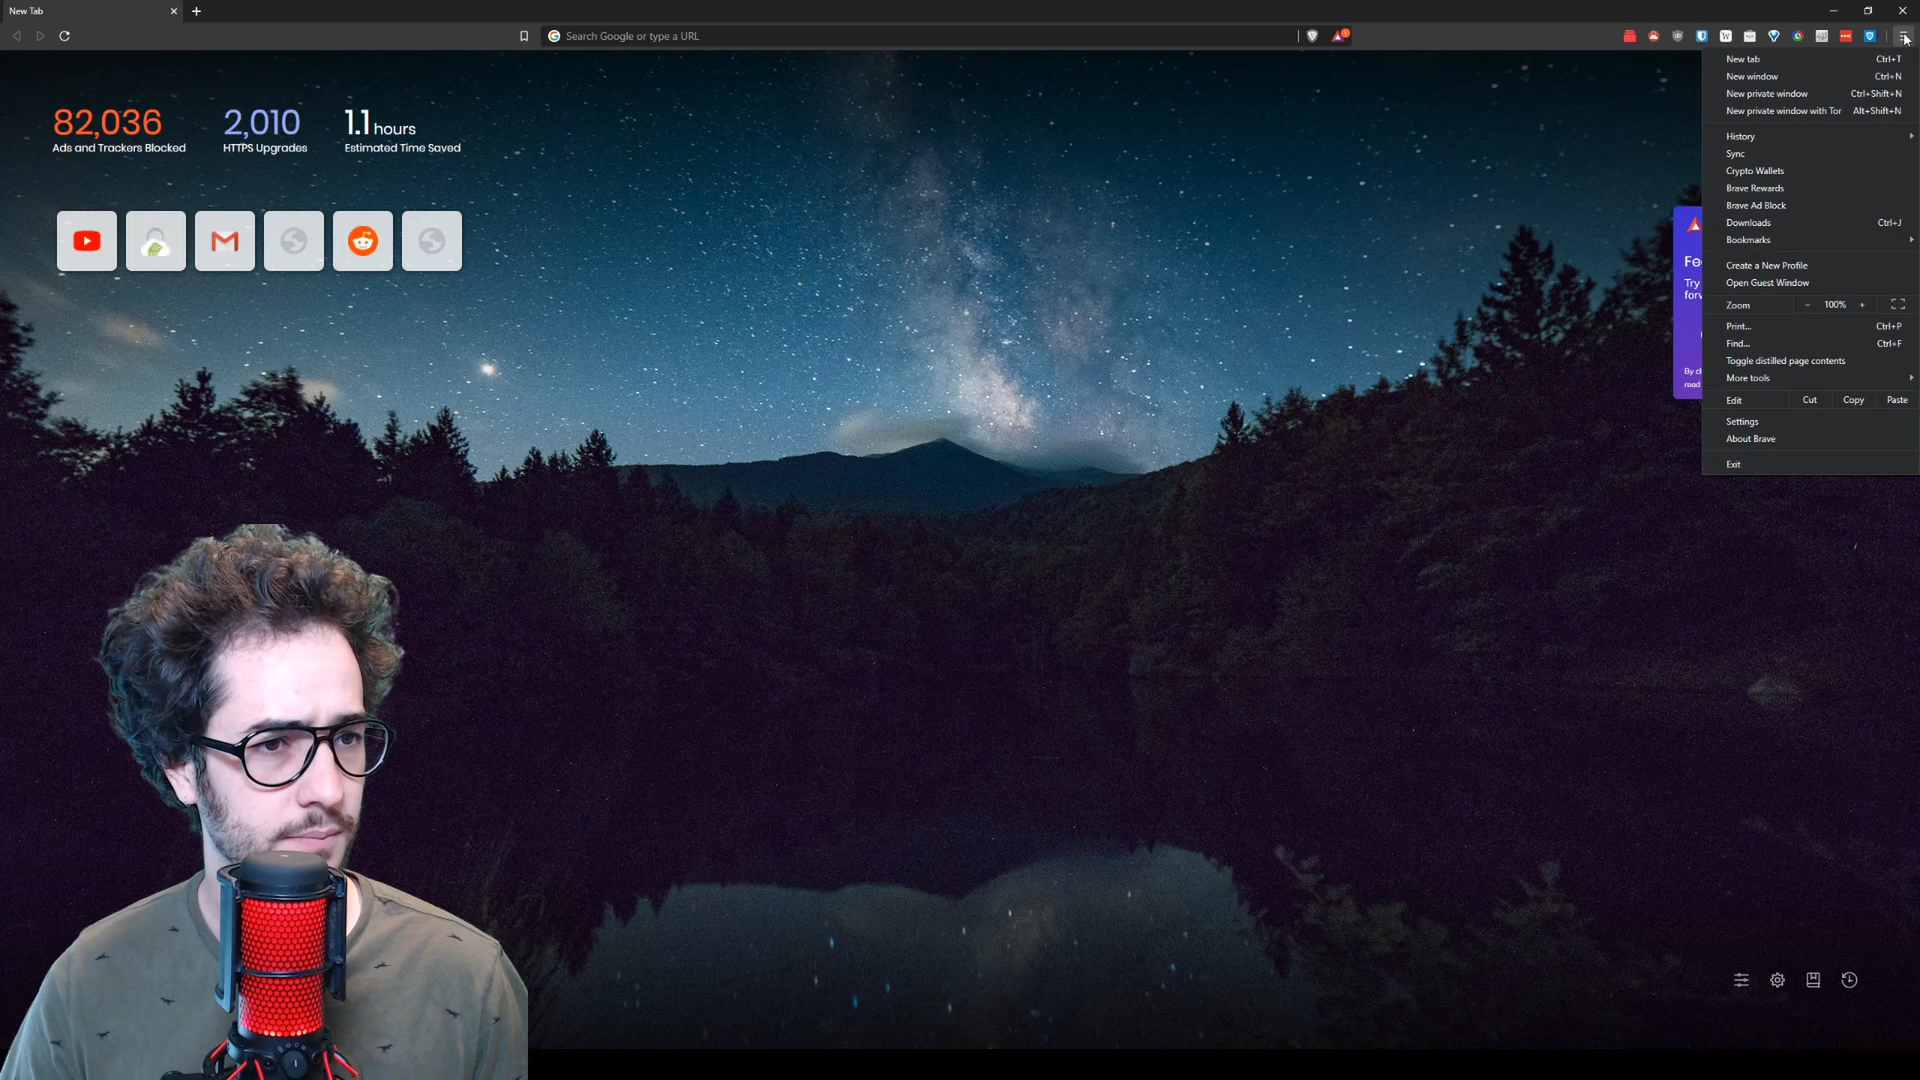 New Tab
Search Google or type a URL
82,036
Ads and Trackers Blocked
2,010
HTTPS Upgrades
1.1 hours
Estimated Time Saved
New tab Ctrl+T
New window Ctrl+N
New private window Ctrl+Shift+N
New private window with Tor Alt+Shift+N
History
Sync
Crypto Wallets
Brave Rewards
Brave Ad Block
Downloads Ctrl+J
Bookmarks
Create a New Profile
Open Guest Window
Zoom − 100% +
Print... Ctrl+P
Find... Ctrl+F
Toggle distilled page contents
More tools
Edit Cut Copy Paste
Settings
About Brave
Exit
Try
read